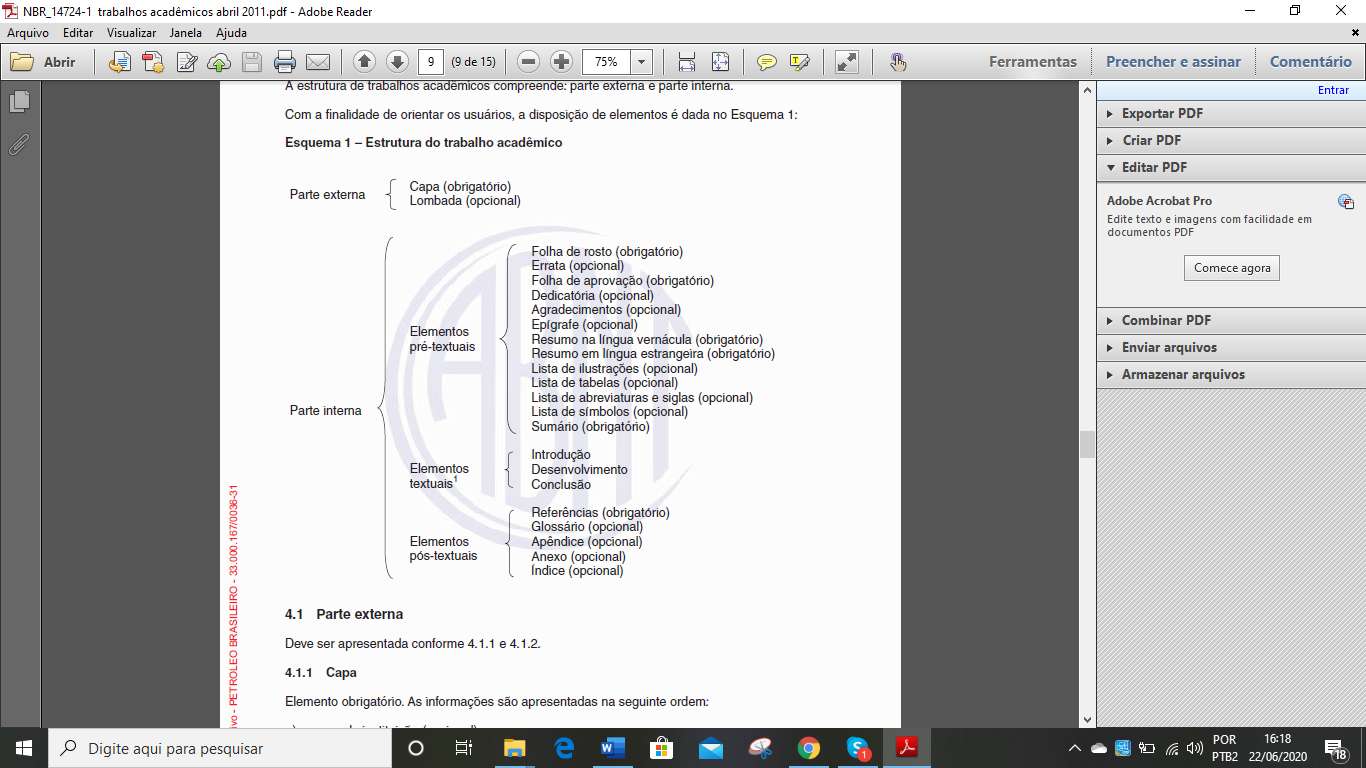 NBR_14724-1 trabalhos acadêmicos abril 2011.pdf - Adobe Reader
Arquivo Editar Visualizar Janela Ajuda
Abrir 9 (9 de 15) 75% Ferramentas Preencher e assinar Comentário
Entrar
A estrutura de trabalhos acadêmicos compreende: parte externa e parte interna.
Com a finalidade de orientar os usuários, a disposição de elementos é dada no Esquema 1:
Esquema 1 – Estrutura do trabalho acadêmico
Parte externa
Capa (obrigatório)
Lombada (opcional)
Parte interna
Elementos
pré-textuais
Folha de rosto (obrigatório)
Errata (opcional)
Folha de aprovação (obrigatório)
Dedicatória (opcional)
Agradecimentos (opcional)
Epígrafe (opcional)
Resumo na língua vernácula (obrigatório)
Resumo em língua estrangeira (obrigatório)
Lista de ilustrações (opcional)
Lista de tabelas (opcional)
Lista de abreviaturas e siglas (opcional)
Lista de símbolos (opcional)
Sumário (obrigatório)
Elementos
textuais1
Introdução
Desenvolvimento
Conclusão
Elementos
pós-textuais
Referências (obrigatório)
Glossário (opcional)
Apêndice (opcional)
Anexo (opcional)
Índice (opcional)
4.1 Parte externa
Deve ser apresentada conforme 4.1.1 e 4.1.2.
4.1.1 Capa
Elemento obrigatório. As informações são apresentadas na seguinte ordem:
ivo - PETROLEO BRASILEIRO - 33.000.167/0036-31
ABNT
Exportar PDF
Criar PDF
Editar PDF
Adobe Acrobat Pro
Edite texto e imagens com facilidade em
documentos PDF
Comece agora
Combinar PDF
Enviar arquivos
Armazenar arquivos
Digite aqui para pesquisar
1
POR
PTB2
16:18
22/06/2020
18